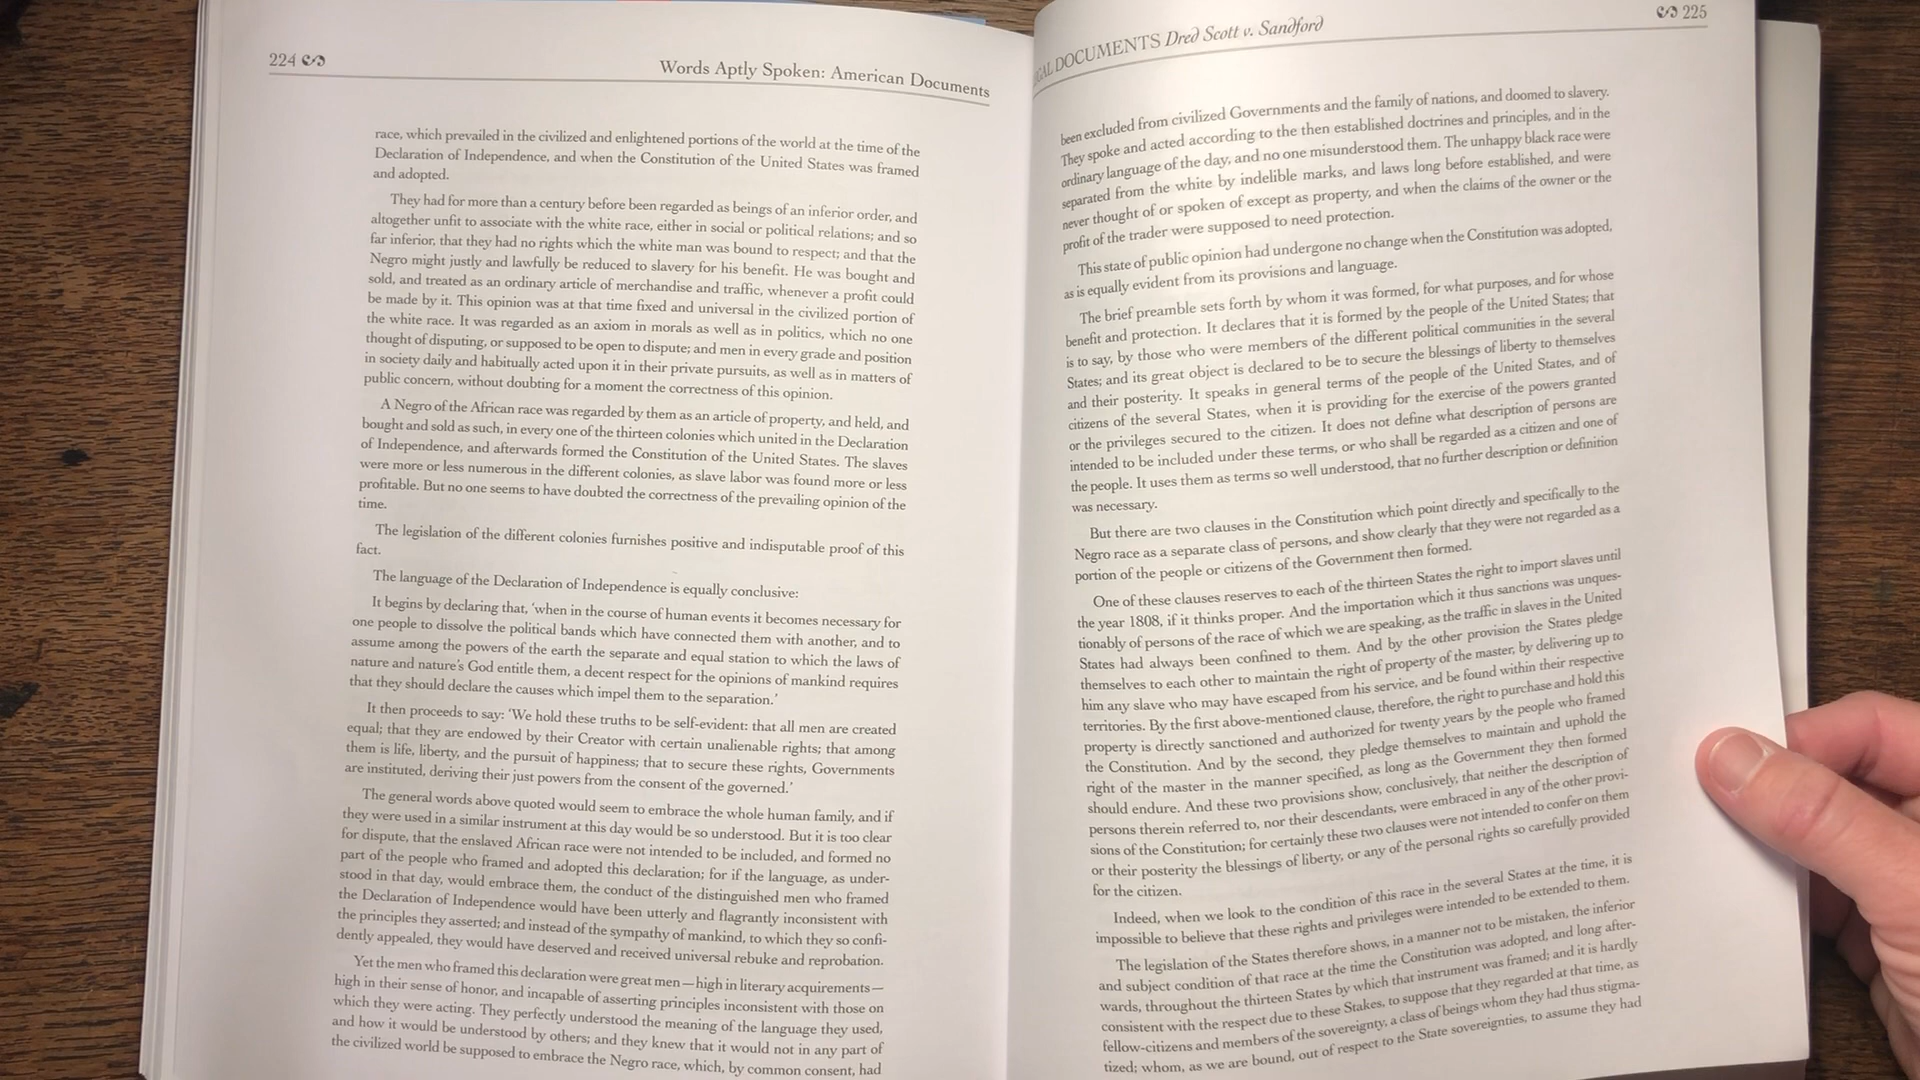 224
Words Aptly Spoken: American Documents
race, which prevailed in the civilized and enlightened portions of the world at the time of the
Declaration of Independence, and when the Constitution of the United States was framed
and adopted.
They had for more than a century before been regarded as beings of an inferior order, and
altogether unfit to associate with the white race, either in social or political relations; and so
far inferior, that they had no rights which the white man was bound to respect; and that the
Negro might justly and lawfully be reduced to slavery for his benefit. He was bought and
sold, and treated as an ordinary article of merchandise and traffic, whenever a profit could
be made by it. This opinion was at that time fixed and universal in the civilized portion of
the white race. It was regarded as an axiom in morals as well as in politics, which no one
thought of disputing, or supposed to be open to dispute; and men in every grade and position
in society daily and habitually acted upon it in their private pursuits, as well as in matters of
public concern, without doubting for a moment the correctness of this opinion.
A Negro of the African race was regarded by them as an article of property, and held, and
bought and sold as such, in every one of the thirteen colonies which united in the Declaration
of Independence, and afterwards formed the Constitution of the United States. The slaves
were more or less numerous in the different colonies, as slave labor was found more or less
profitable. But no one seems to have doubted the correctness of the prevailing opinion of the
time.
The legislation of the different colonies furnishes positive and indisputable proof of this
fact.
The language of the Declaration of Independence is equally conclusive:
It begins by declaring that, 'when in the course of human events it becomes necessary for
one people to dissolve the political bands which have connected them with another, and to
assume among the powers of the earth the separate and equal station to which the laws of
nature and nature's God entitle them, a decent respect for the opinions of mankind requires
that they should declare the causes which impel them to the separation.'
It then proceeds to say: 'We hold these truths to be self-evident: that all men are created
equal; that they are endowed by their Creator with certain unalienable rights; that among
them is life, liberty, and the pursuit of happiness; that to secure these rights, Governments
are instituted, deriving their just powers from the consent of the governed.'
The general words above quoted would seem to embrace the whole human family, and if
they were used in a similar instrument at this day would be so understood. But it is too clear
for dispute, that the enslaved African race were not intended to be included, and formed no
part of the people who framed and adopted this declaration; for if the language, as under-
stood in that day, would embrace them, the conduct of the distinguished men who framed
the Declaration of Independence would have been utterly and flagrantly inconsistent with
the principles they asserted; and instead of the sympathy of mankind, to which they so confi-
dently appealed, they would have deserved and received universal rebuke and reprobation.
Yet the men who framed this declaration were great men—high in literary acquirements—
high in their sense of honor, and incapable of asserting principles inconsistent with those on
which they were acting. They perfectly understood the meaning of the language they used,
and how it would be understood by others; and they knew that it would not in any part of
the civilized world be supposed to embrace the Negro race, which, by common consent, had
DOCUMENTS Dred Scott v. Sandford
225
been excluded from civilized Governments and the family of nations, and doomed to slavery.
They spoke and acted according to the then established doctrines and principles, and in the
ordinary language of the day, and no one misunderstood them. The unhappy black race were
separated from the white by indelible marks, and laws long before established, and were
never thought of or spoken of except as property, and when the claims of the owner or the
profit of the trader were supposed to need protection.
This state of public opinion had undergone no change when the Constitution was adopted,
as is equally evident from its provisions and language.
The brief preamble sets forth by whom it was formed, for what purposes, and for whose
benefit and protection. It declares that it is formed by the people of the United States; that
is to say, by those who were members of the different political communities in the several
States; and its great object is declared to be to secure the blessings of liberty to themselves
and their posterity. It speaks in general terms of the people of the United States, and of
citizens of the several States, when it is providing for the exercise of the powers granted
or the privileges secured to the citizen. It does not define what description of persons are
intended to be included under these terms, or who shall be regarded as a citizen and one of
the people. It uses them as terms so well understood, that no further description or definition
was necessary.
But there are two clauses in the Constitution which point directly and specifically to the
Negro race as a separate class of persons, and show clearly that they were not regarded as a
portion of the people or citizens of the Government then formed.
One of these clauses reserves to each of the thirteen States the right to import slaves until
the year 1808, if it thinks proper. And the importation which it thus sanctions was unques-
tionably of persons of the race of which we are speaking, as the traffic in slaves in the United
States had always been confined to them. And by the other provision the States pledge
themselves to each other to maintain the right of property of the master, by delivering up to
him any slave who may have escaped from his service, and be found within their respective
territories. By the first above-mentioned clause, therefore, the right to purchase and hold this
property is directly sanctioned and authorized for twenty years by the people who framed
the Constitution. And by the second, they pledge themselves to maintain and uphold the
right of the master in the manner specified, as long as the Government they then formed
should endure. And these two provisions show, conclusively, that neither the description of
persons therein referred to, nor their descendants, were embraced in any of the other provi-
sions of the Constitution; for certainly these two clauses were not intended to confer on them
or their posterity the blessings of liberty, or any of the personal rights so carefully provided
for the citizen.
Indeed, when we look to the condition of this race in the several States at the time, it is
impossible to believe that these rights and privileges were intended to be extended to them.
The legislation of the States therefore shows, in a manner not to be mistaken, the inferior
and subject condition of that race at the time the Constitution was adopted, and long after-
wards, throughout the thirteen States by which that instrument was framed; and it is hardly
consistent with the respect due to these Stakes, to suppose that they regarded at that time, as
fellow-citizens and members of the sovereignty, a class of beings whom they had thus stigma-
tized; whom, as we are bound, out of respect to the State sovereignties, to assume they had